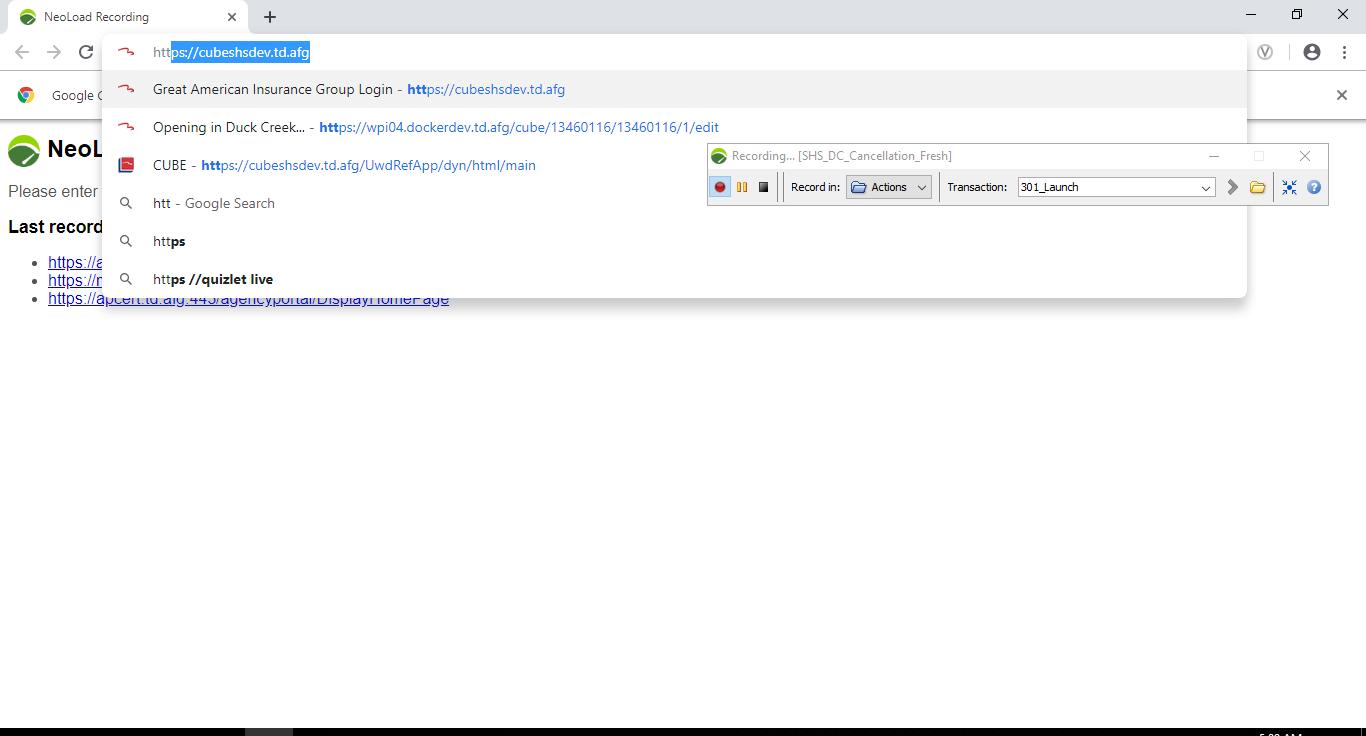 NeoLoad Recording
https://cubeshsdev.td.afg
Google C
Great American Insurance Group Login - https://cubeshsdev.td.afg
Opening in Duck Creek... - https://wpi04.dockerdev.td.afg/cube/13460116/13460116/1/edit
NeoL
Recording... [SHS_DC_Cancellation_Fresh]
CUBE - https://cubeshsdev.td.afg/UwdRefApp/dyn/html/main
Please enter
Record in: Actions Transaction: 301_Launch
htt - Google Search
Last record
https
https://a
https //quizlet live
https://
https://apcert.td.afg:443/agencyportal/DisplayHomePage